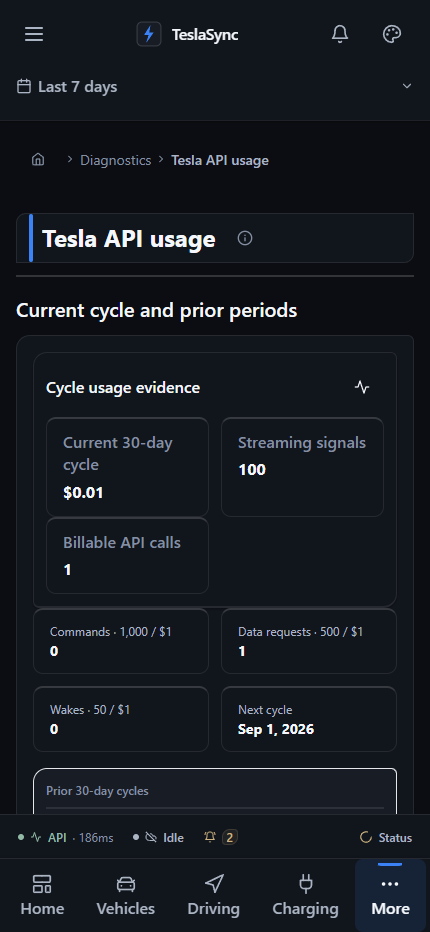 TeslaSync
Last 7 days
Diagnostics
Tesla API usage
Tesla API usage
Current cycle and prior periods
Cycle usage evidence
Current 30-day
cycle
$0.01
Streaming signals
100
Billable API calls
1
Commands · 1,000 / $1
0
Data requests · 500 / $1
1
Wakes · 50 / $1
0
Next cycle
Sep 1, 2026
Prior 30-day cycles
API · 186ms
Idle
2
Status
Home
Vehicles
Driving
Charging
More